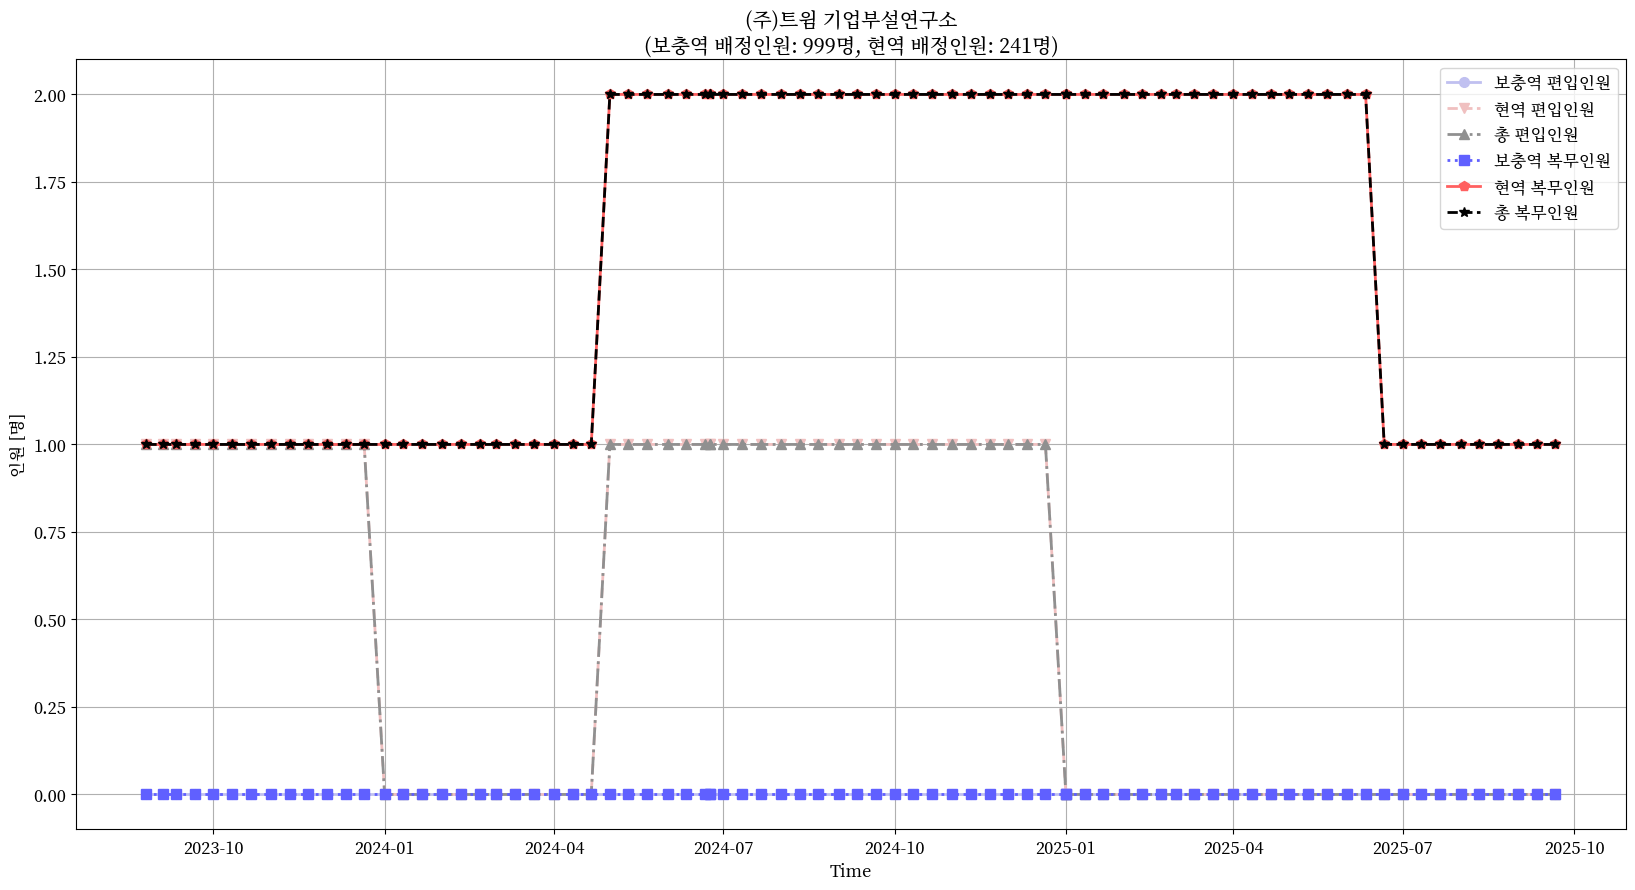 (주)트윔 기업부설연구소
(보충역 배정인원: 999명, 현역 배정인원: 241명)
보충역 편입인원
현역 편입인원
총 편입인원
보충역 복무인원
현역 복무인원
총 복무인원
2.00
1.75
1.50
1.25
1.00
0.75
0.50
0.25
0.00
인원 [명]
2023-10
2024-01
2024-04
2024-07
2024-10
2025-01
2025-04
2025-07
2025-10
Time